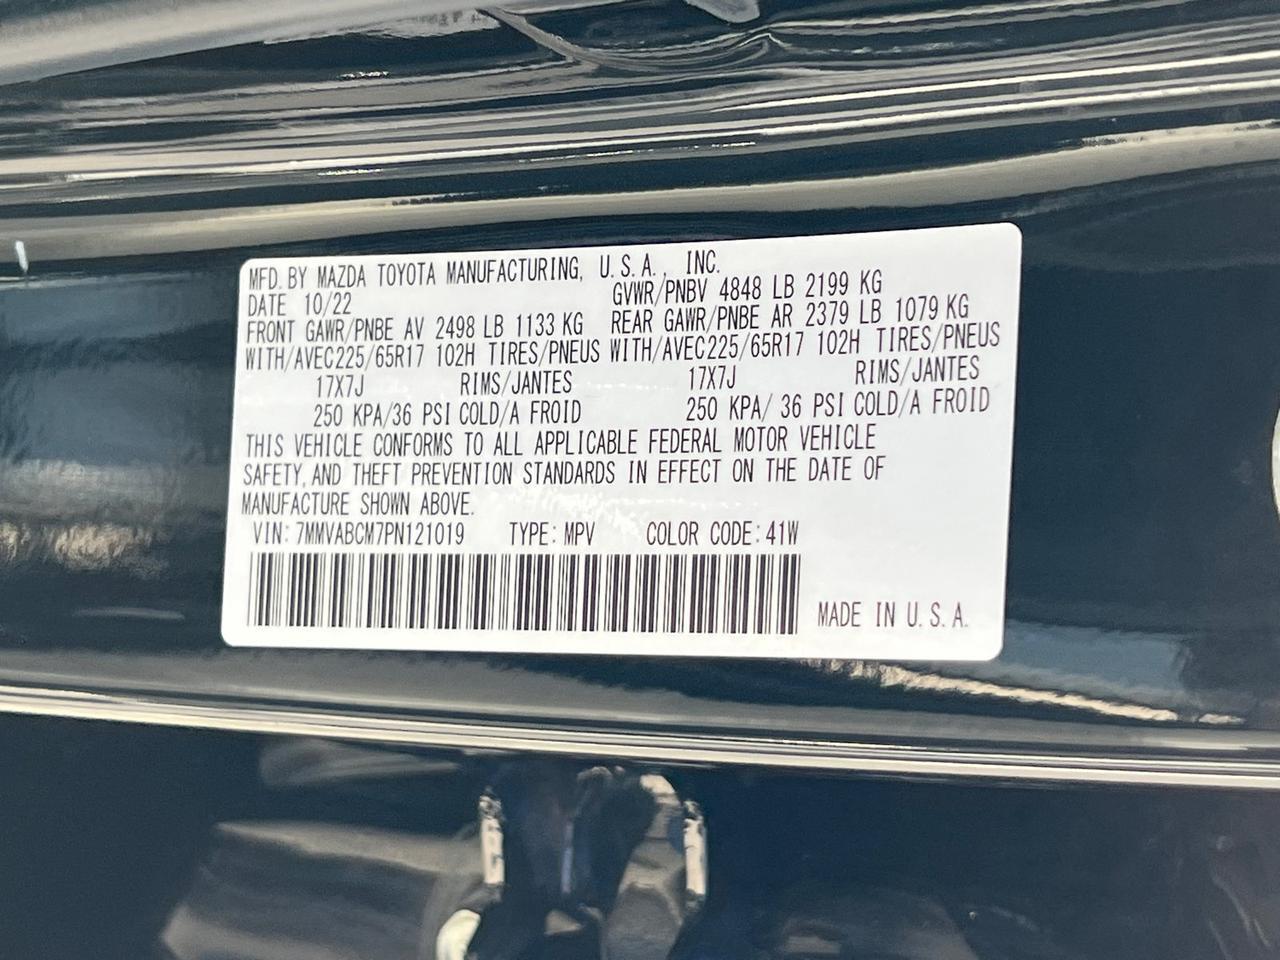 MFD. BY MAZDA TOYOTA MANUFACTURING, U.S.A., INC.
DATE 10/22 GVWR/PNBV 4848 LB 2199 KG
FRONT GAWR/PNBE AV 2498 LB 1133 KG REAR GAWR/PNBE AR 2379 LB 1079 KG
WITH/AVEC225/65R17 102H TIRES/PNEUS WITH/AVEC225/65R17 102H TIRES/PNEUS
17X7J RIMS/JANTES 17X7J RIMS/JANTES
250 KPA/36 PSI COLD/A FROID 250 KPA/ 36 PSI COLD/A FROID
THIS VEHICLE CONFORMS TO ALL APPLICABLE FEDERAL MOTOR VEHICLE
SAFETY, AND THEFT PREVENTION STANDARDS IN EFFECT ON THE DATE OF
MANUFACTURE SHOWN ABOVE.
VIN: 7MMVABCM7PN121019 TYPE: MPV COLOR CODE: 41W
MADE IN U.S.A.